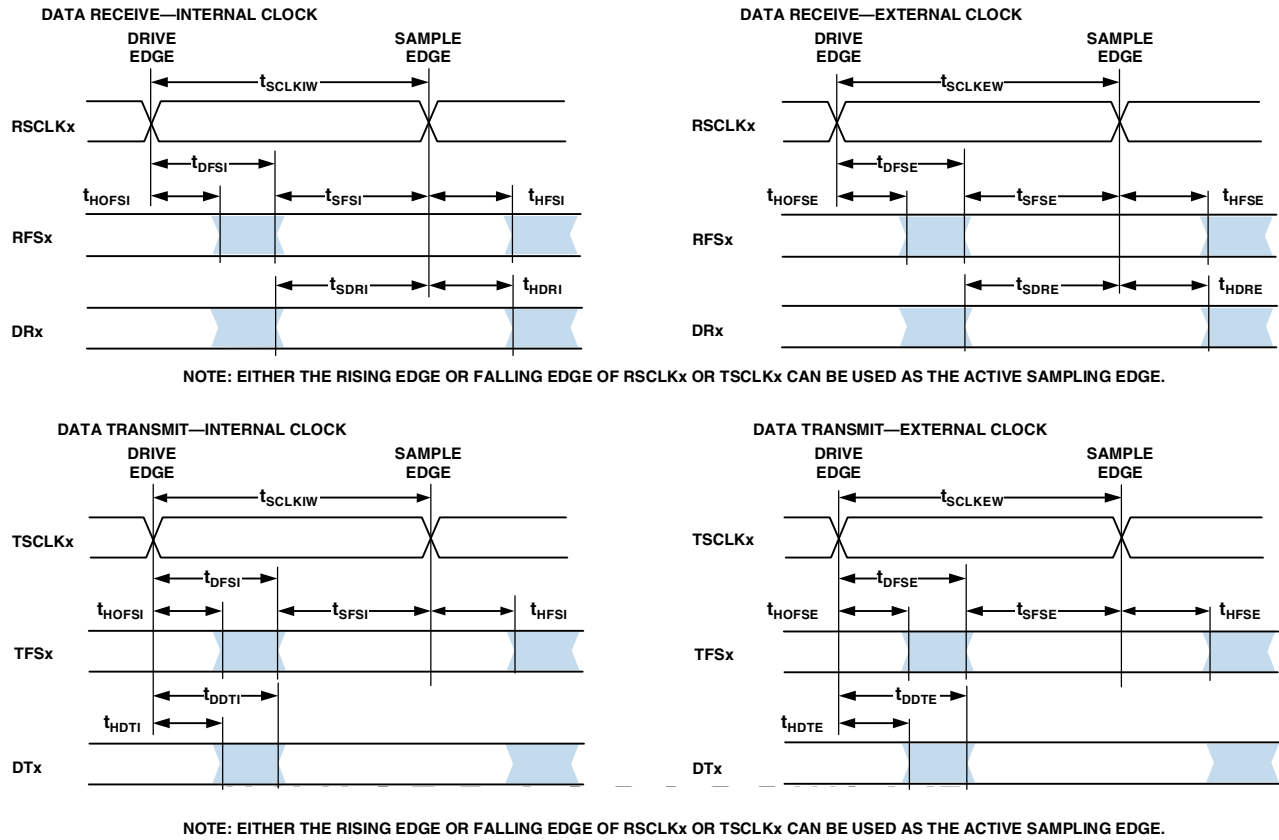 DATA RECEIVE—INTERNAL CLOCK
DRIVE EDGE
SAMPLE EDGE
tSCLKIW
RSCLKx
tDFSI
tHOFSI
tSFSI
tHFSI
RFSx
tSDRI
tHDRI
DRx
DATA RECEIVE—EXTERNAL CLOCK
DRIVE EDGE
SAMPLE EDGE
tSCLKEW
RSCLKx
tDFSE
tHOFSE
tSFSE
tHFSE
RFSx
tSDRE
tHDRE
DRx
NOTE: EITHER THE RISING EDGE OR FALLING EDGE OF RSCLKx OR TSCLKx CAN BE USED AS THE ACTIVE SAMPLING EDGE.
DATA TRANSMIT—INTERNAL CLOCK
DRIVE EDGE
SAMPLE EDGE
tSCLKIW
TSCLKx
tDFSI
tHOFSI
tSFSI
tHFSI
TFSx
tDDTI
tHDTI
DTx
DATA TRANSMIT—EXTERNAL CLOCK
DRIVE EDGE
SAMPLE EDGE
tSCLKEW
TSCLKx
tDFSE
tHOFSE
tSFSE
tHFSE
TFSx
tDDTE
tHDTE
DTx
NOTE: EITHER THE RISING EDGE OR FALLING EDGE OF RSCLKx OR TSCLKx CAN BE USED AS THE ACTIVE SAMPLING EDGE.